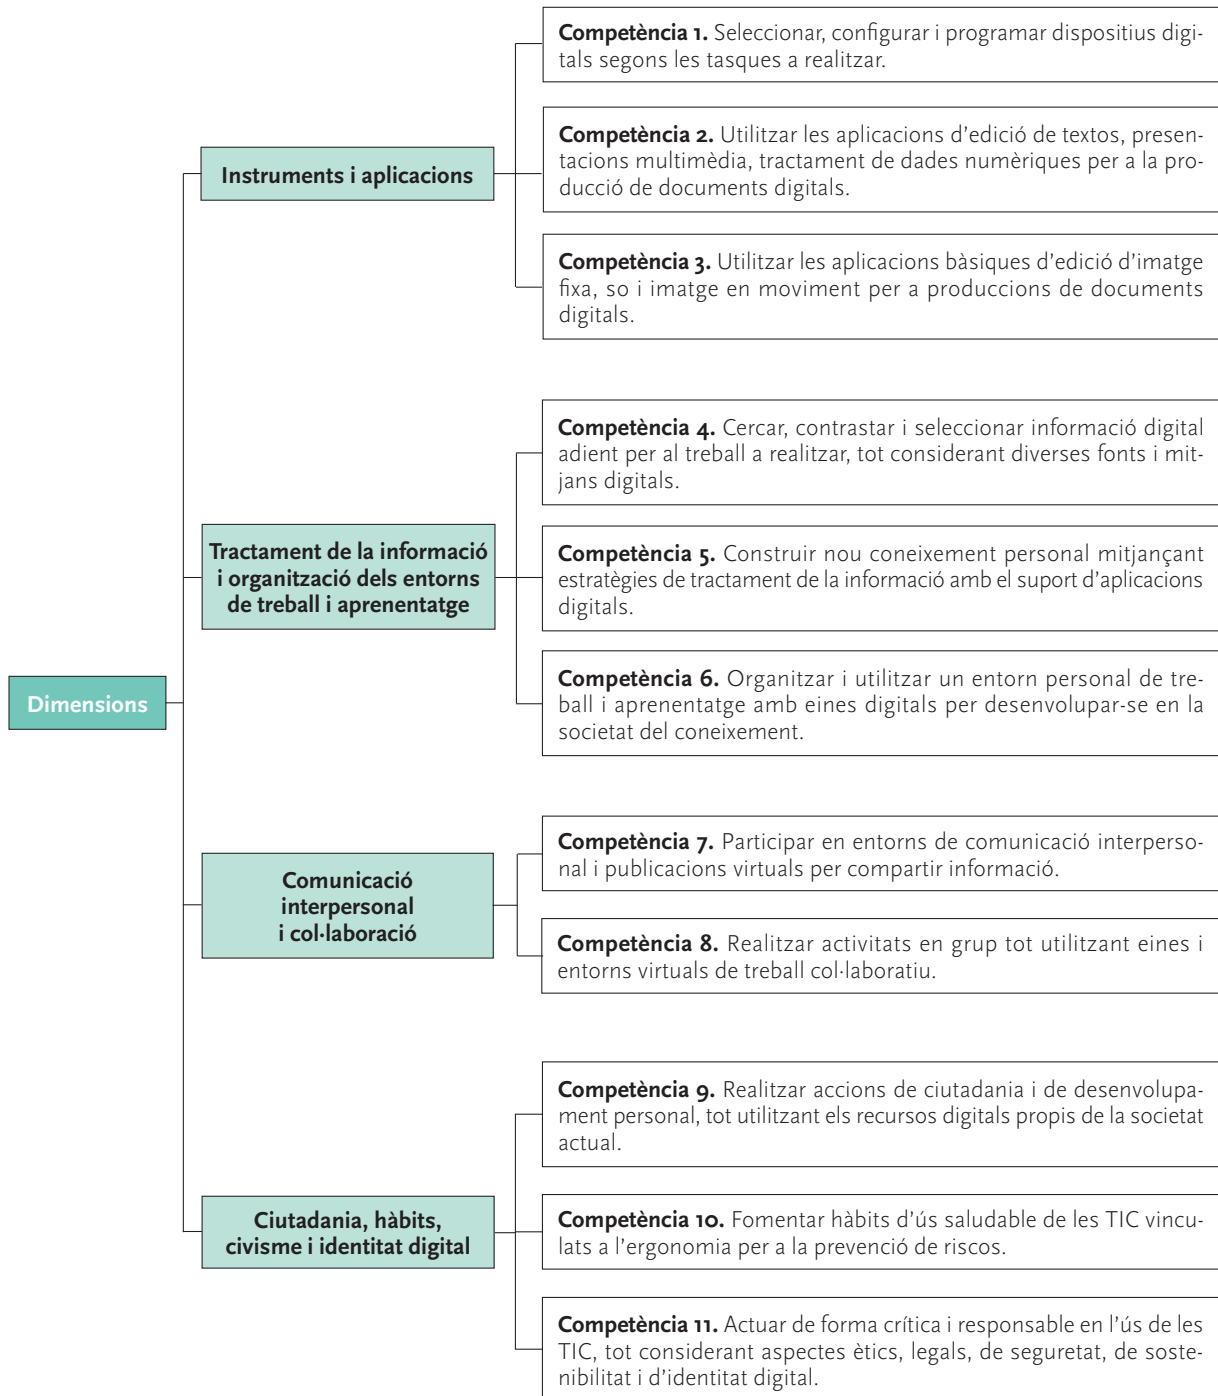 Dimensions
Instruments i aplicacions
Competència 1. Seleccionar, configurar i programar dispositius digi-
tals segons les tasques a realitzar.
Competència 2. Utilitzar les aplicacions d’edició de textos, presen-
tacions multimèdia, tractament de dades numèriques per a la pro-
ducció de documents digitals.
Competència 3. Utilitzar les aplicacions bàsiques d’edició d’imatge
fixa, so i imatge en moviment per a produccions de documents
digitals.
Tractament de la informació
i organització dels entorns
de treball i aprenentatge
Competència 4. Cercar, contrastar i seleccionar informació digital
adient per al treball a realitzar, tot considerant diverses fonts i mit-
jans digitals.
Competència 5. Construir nou coneixement personal mitjançant
estratègies de tractament de la informació amb el suport d’aplicacions
digitals.
Competència 6. Organitzar i utilitzar un entorn personal de tre-
ball i aprenentatge amb eines digitals per desenvolupar-se en la
societat del coneixement.
Comunicació
interpersonal
i col·laboració
Competència 7. Participar en entorns de comunicació interperso-
nal i publicacions virtuals per compartir informació.
Competència 8. Realitzar activitats en grup tot utilitzant eines i
entorns virtuals de treball col·laboratiu.
Ciutadania, hàbits,
civisme i identitat digital
Competència 9. Realitzar accions de ciutadania i de desenvolupa-
ment personal, tot utilitzant els recursos digitals propis de la societat
actual.
Competència 10. Fomentar hàbits d’ús saludable de les TIC vincu-
lats a l’ergonomia per a la prevenció de riscos.
Competència 11. Actuar de forma crítica i responsable en l’ús de les
TIC, tot considerant aspectes ètics, legals, de seguretat, de soste-
nibilitat i d’identitat digital.